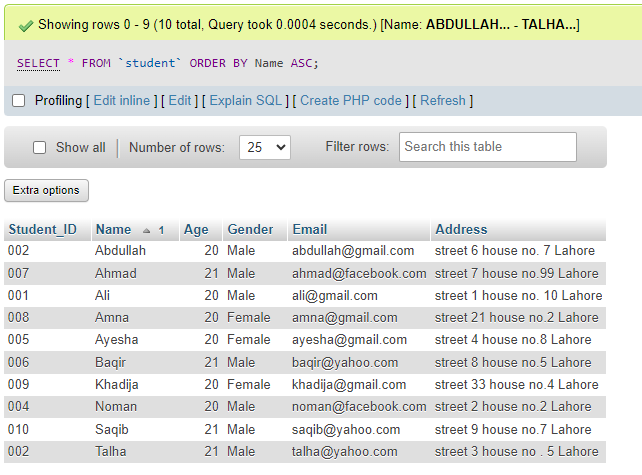 Showing rows 0 - 9 (10 total, Query took 0.0004 seconds.) [Name: ABDULLAH... - TALHA...]
SELECT * FROM `student` ORDER BY Name ASC;
Profiling [ Edit inline ] [ Edit ] [ Explain SQL ] [ Create PHP code ] [ Refresh ]
Show all | Number of rows: 25 Filter rows: Search this table
Extra options
Student_ID Name 1 Age Gender Email Address
002 Abdullah 20 Male abdullah@gmail.com street 6 house no. 7 Lahore
007 Ahmad 21 Male ahmad@facebook.com street 7 house no.99 Lahore
001 Ali 20 Male ali@gmail.com street 1 house no. 10 Lahore
008 Amna 20 Female amna@gmail.com street 21 house no.2 Lahore
005 Ayesha 20 Female ayesha@gmail.com street 4 house no.8 Lahore
006 Baqir 21 Male baqir@yahoo.com street 8 house no.5 Lahore
009 Khadija 20 Female khadija@gmail.com street 33 house no.4 Lahore
004 Noman 20 Male noman@facebook.com street 2 house no.2 Lahore
010 Saqib 21 Male saqib@yahoo.com street 9 house no.7 Lahore
002 Talha 21 Male talha@yahoo.com street 3 house no . 5 Lahore